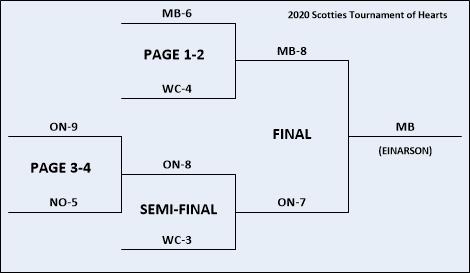 2020 Scotties Tournament of Hearts
MB-6
PAGE 1-2
WC-4
MB-8
ON-9
PAGE 3-4
NO-5
ON-8
SEMI-FINAL
WC-3
FINAL
ON-7
MB
(EINARSON)